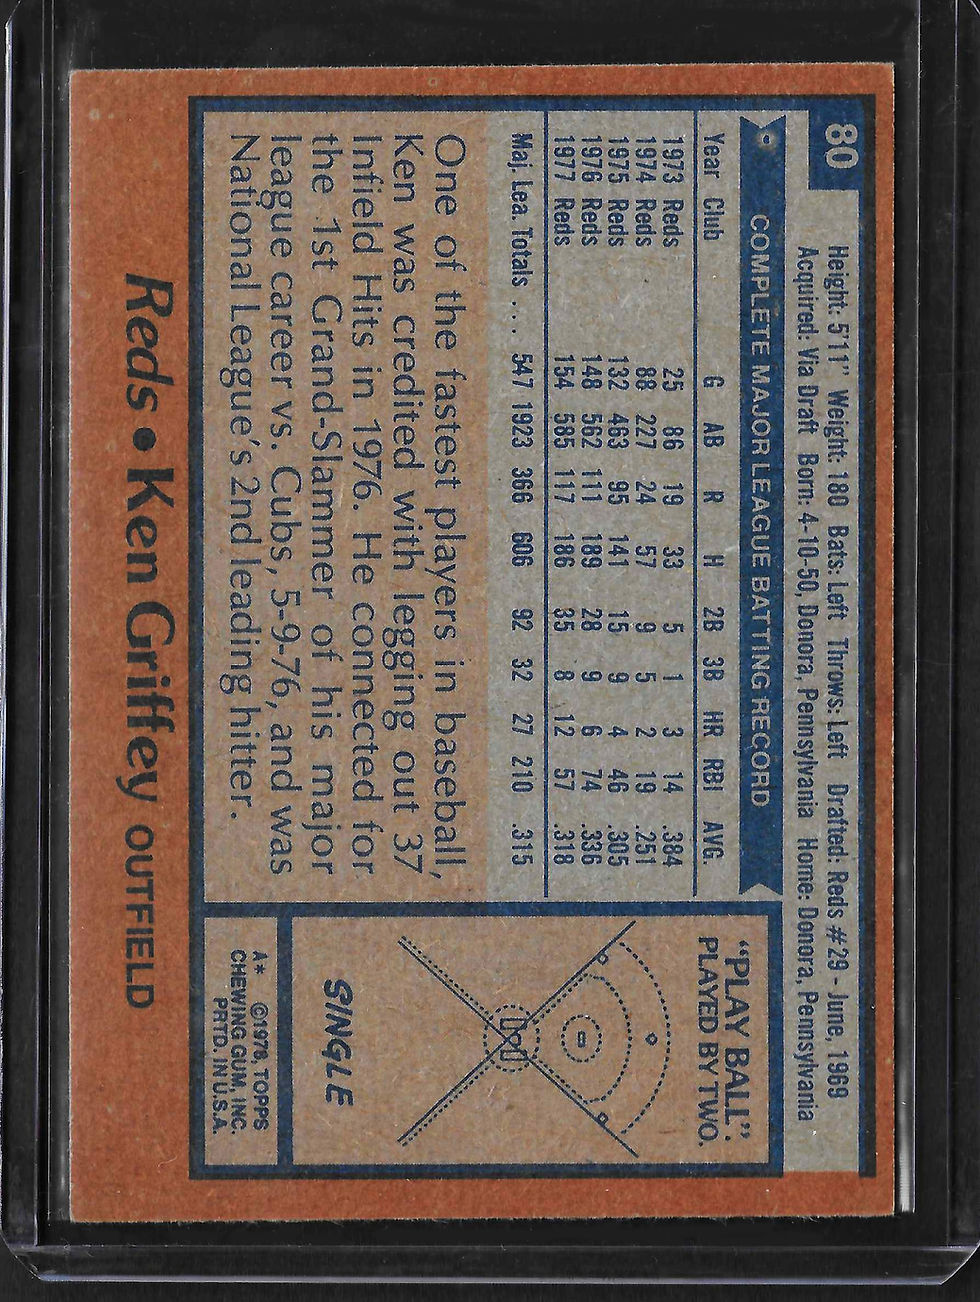 80
Height: 5'11" Weight: 180 Bats: Left Throws: Left Drafted: Reds #29 - June, 1969
Acquired: Via Draft Born: 4-10-50, Donora, Pennsylvania Home: Donora, Pennsylvania
COMPLETE MAJOR LEAGUE BATTING RECORD
Year Club G AB R H 2B 3B HR RBI AVG.
1973 Reds 25 86 19 33 5 1 3 14 .384
1974 Reds 88 227 24 57 9 5 2 19 .251
1975 Reds 132 463 95 141 15 9 4 46 .305
1976 Reds 148 562 111 189 28 9 6 74 .336
1977 Reds 154 585 117 186 35 8 12 57 .318
Maj. Lea. Totals ... 547 1923 366 606 92 32 27 210 .315
One of the fastest players in baseball,
Ken was credited with legging out 37
Infield Hits in 1976. He connected for
the 1st Grand-Slammer of his major
league career vs. Cubs, 5-9-76, and was
National League's 2nd leading hitter.
"PLAY BALL".
PLAYED BY TWO.
SINGLE
A* ©1978, TOPPS
CHEWING GUM, INC.
PRTD. IN U.S.A.
Reds • Ken Griffey OUTFIELD